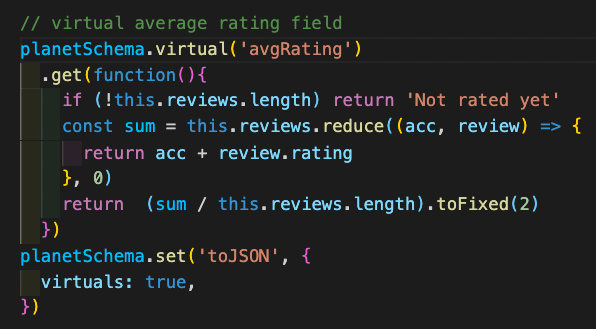 // virtual average rating field
planetSchema.virtual('avgRating')
  .get(function(){
    if (!this.reviews.length) return 'Not rated yet'
    const sum = this.reviews.reduce((acc, review) => {
      return acc + review.rating
    }, 0)
    return  (sum / this.reviews.length).toFixed(2)
  })
planetSchema.set('toJSON', {
  virtuals: true,
})